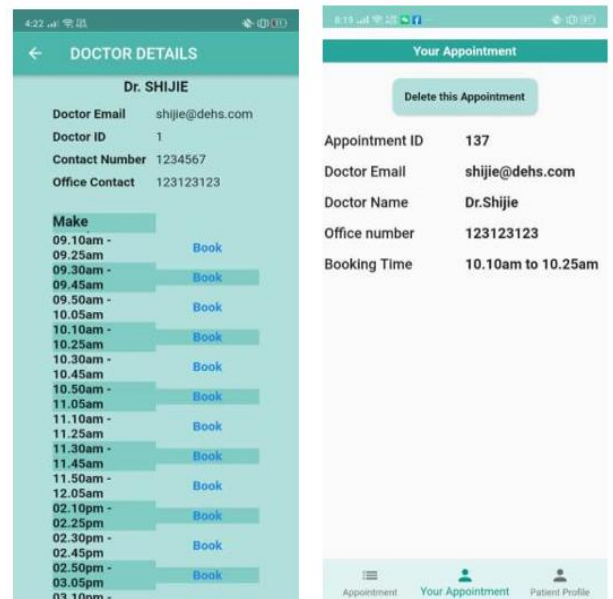 4:22
DOCTOR DETAILS
Dr. SHIJIE
Doctor Email shijie@dehs.com
Doctor ID 1
Contact Number 1234567
Office Contact 123123123
Make
09.10am -
09.25am
Book
09.30am -
09.45am
Book
09.50am -
10.05am
Book
10.10am -
10.25am
Book
10.30am -
10.45am
Book
10.50am -
11.05am
Book
11.10am -
11.25am
Book
11.30am -
11.45am
Book
11.50am -
12.05am
Book
02.10pm -
02.25pm
Book
02.30pm -
02.45pm
Book
02.50pm -
03.05pm
Book
03.10pm -
8:19
Your Appointment
Delete this Appointment
Appointment ID 137
Doctor Email shijie@dehs.com
Doctor Name Dr.Shijie
Office number 123123123
Booking Time 10.10am to 10.25am
Appointment Your Appointment Patient Profile